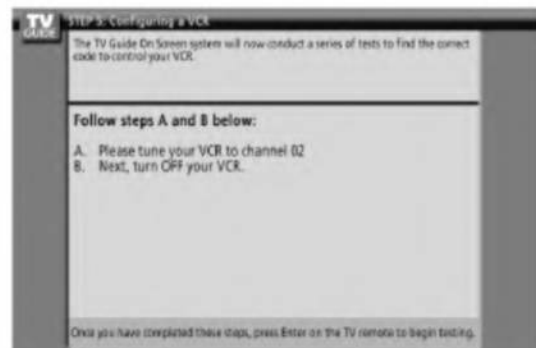 TV
GUIDE
STEP 5: Configuring a VCR
The TV Guide On Screen system will now conduct a series of tests to find the correct
code to control your VCR.
Follow steps A and B below:
A. Please tune your VCR to channel 02
B. Next, turn OFF your VCR.
Once you have completed these steps, press Enter on the TV remote to begin testing.